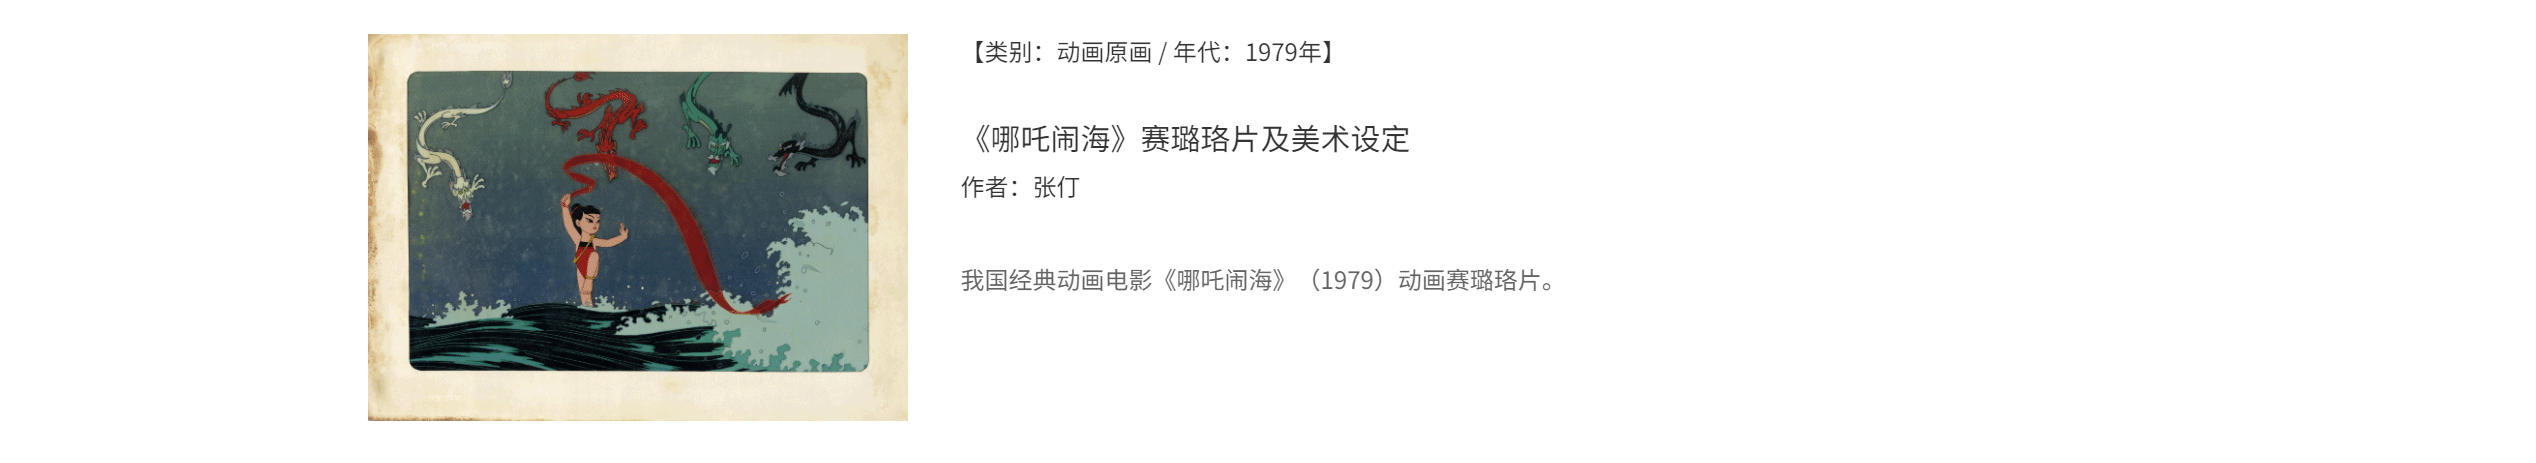 【类别：动画原画 / 年代：1979年】
《哪吒闹海》赛璐珞片及美术设定
作者：张仃
我国经典动画电影《哪吒闹海》（1979）动画赛璐珞片。